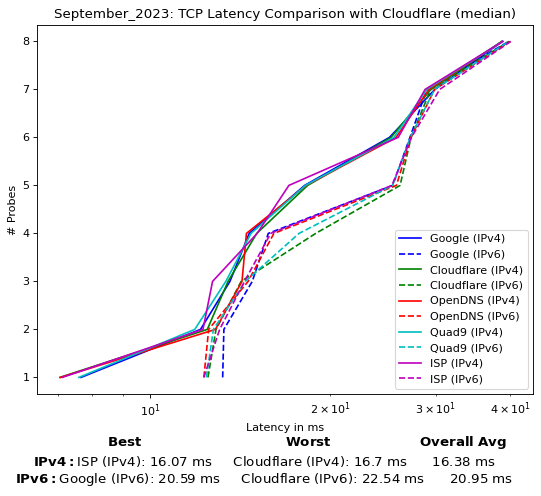 September_2023: TCP Latency Comparison with Cloudflare (median)
8
7
6
5
4
3
2
1
# Probes
Google (IPv4)
Google (IPv6)
Cloudflare (IPv4)
Cloudflare (IPv6)
OpenDNS (IPv4)
OpenDNS (IPv6)
Quad9 (IPv4)
Quad9 (IPv6)
ISP (IPv4)
ISP (IPv6)
10¹ 2 × 10¹ 3 × 10¹ 4 × 10¹
Latency in ms
Best Worst Overall Avg
IPv4: ISP (IPv4): 16.07 ms Cloudflare (IPv4): 16.7 ms 16.38 ms
IPv6: Google (IPv6): 20.59 ms Cloudflare (IPv6): 22.54 ms 20.95 ms